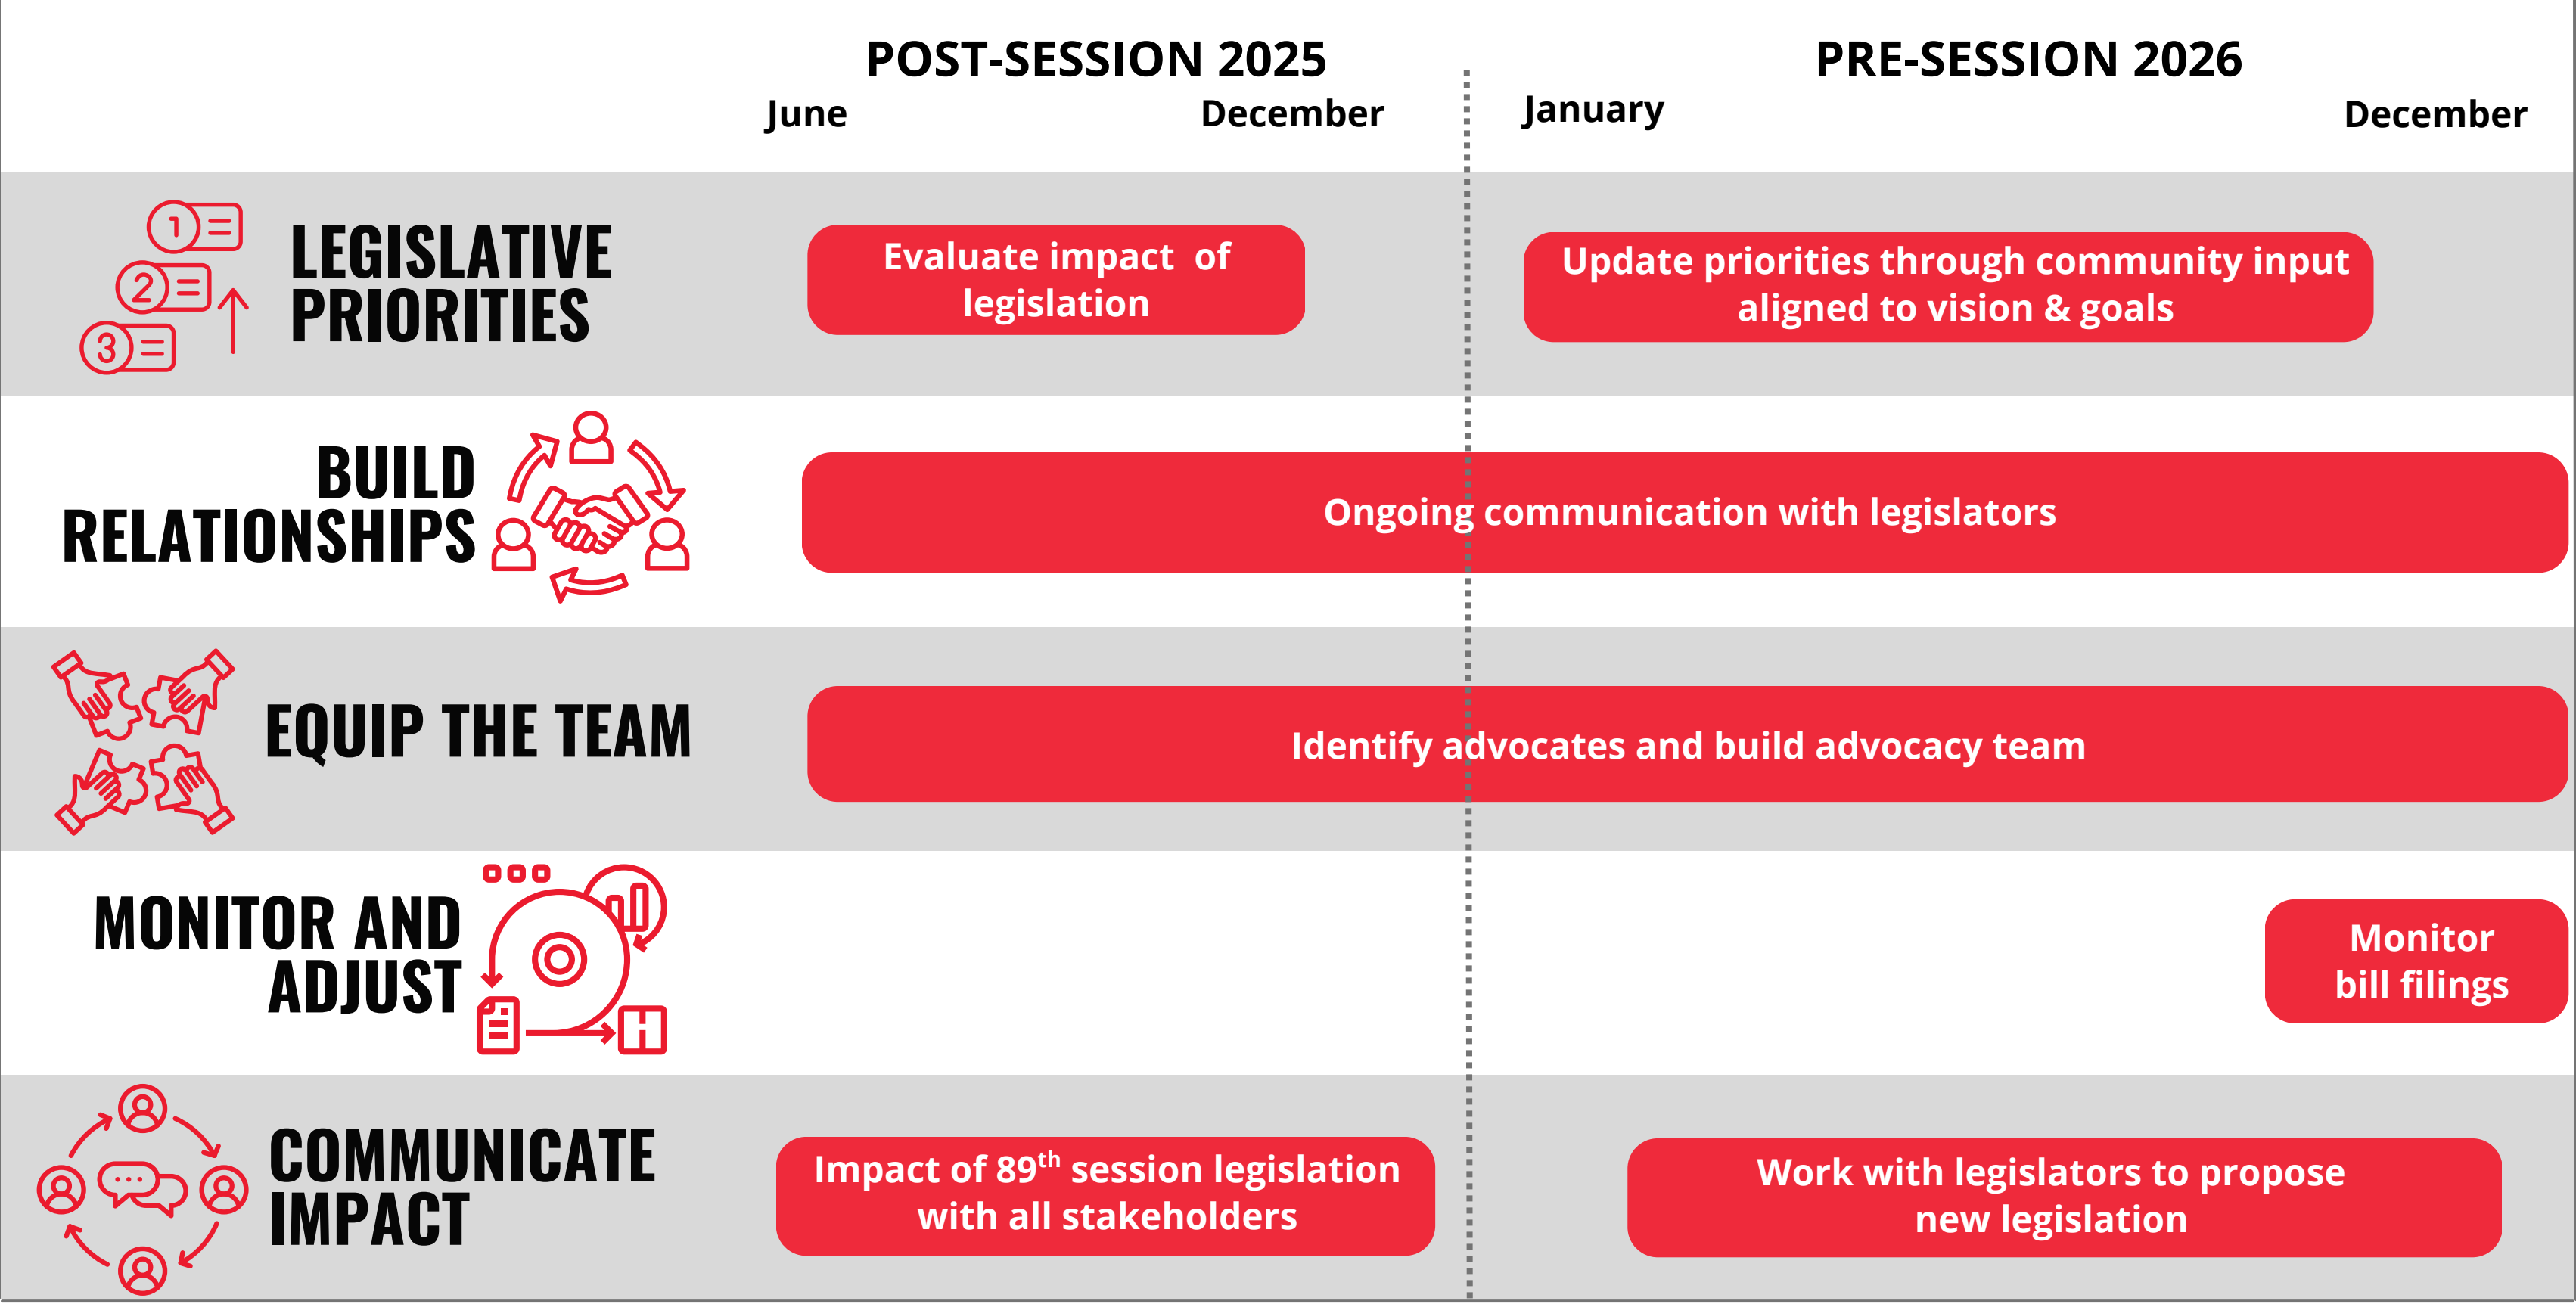 POST-SESSION 2025
PRE-SESSION 2026
June
December
January
December
1
2
3
LEGISLATIVE
PRIORITIES
Evaluate impact of
legislation
Update priorities through community input
aligned to vision & goals
BUILD
RELATIONSHIPS
Ongoing communication with legislators
EQUIP THE TEAM
Identify advocates and build advocacy team
MONITOR AND
ADJUST
Monitor
bill filings
COMMUNICATE
IMPACT
Impact of 89th session legislation
with all stakeholders
Work with legislators to propose
new legislation